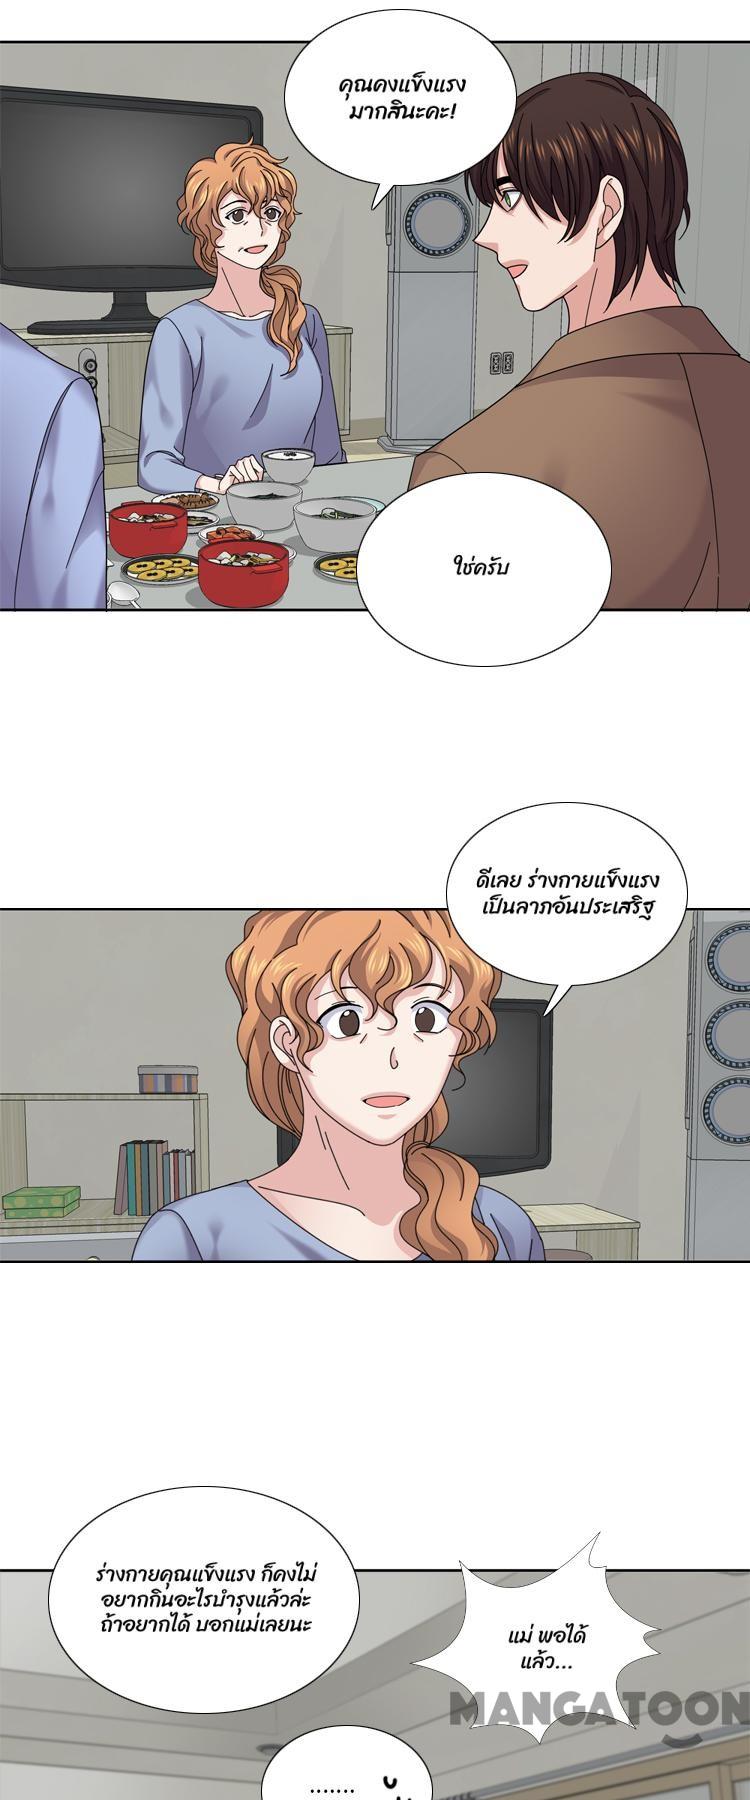 คุณคงแข็งแรง
มากสินะคะ!
ใช่ครับ
ดีเลย ร่างกายแข็งแรง
เป็นลาภอันประเสริฐ
ร่างกายคุณแข็งแรง ก็คงไม่
อยากกินอะไรบำรุงแล้วล่ะ
ถ้าอยากได้ บอกแม่เลยนะ
แม่ พอได้
แล้ว...
MANGATOON
.......